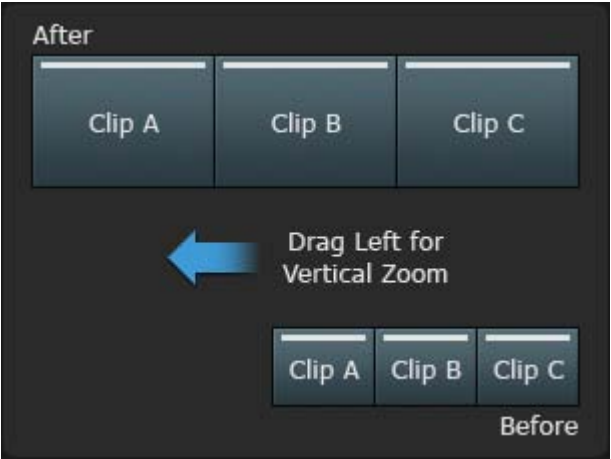 After
Clip A Clip B Clip C
Drag Left for
Vertical Zoom
Clip A Clip B Clip C
Before